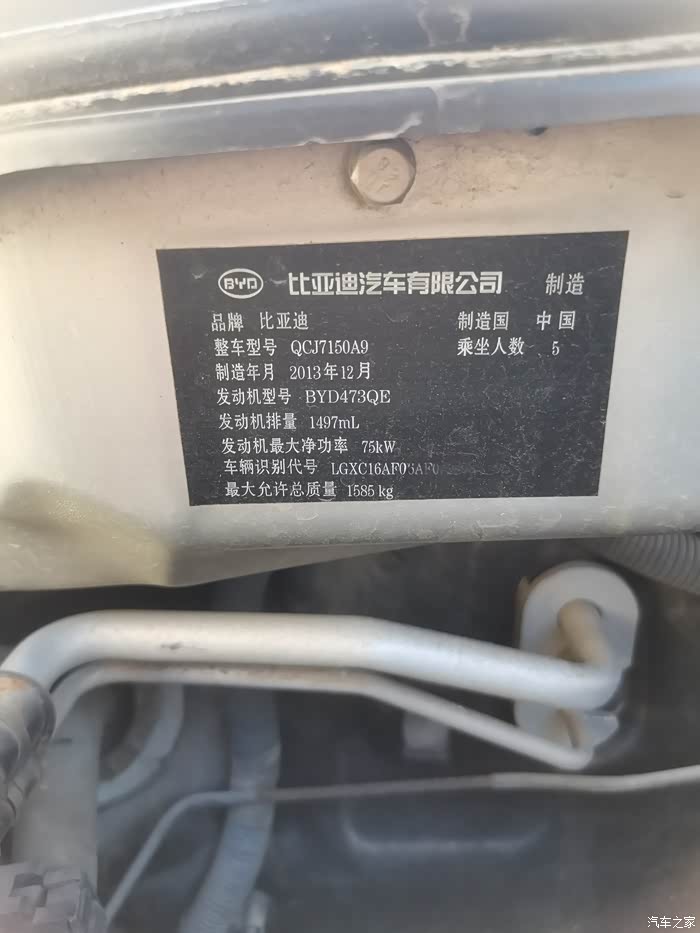 BYD 比亚迪汽车有限公司 制造
品牌 比亚迪 制造国 中国
整车型号 QCJ7150A9 乘坐人数 5
制造年月 2013年12月
发动机型号 BYD473QE
发动机排量 1497mL
发动机最大净功率 75kW
车辆识别代号 LGXC16AF0
最大允许总质量 1585 kg
汽车之家